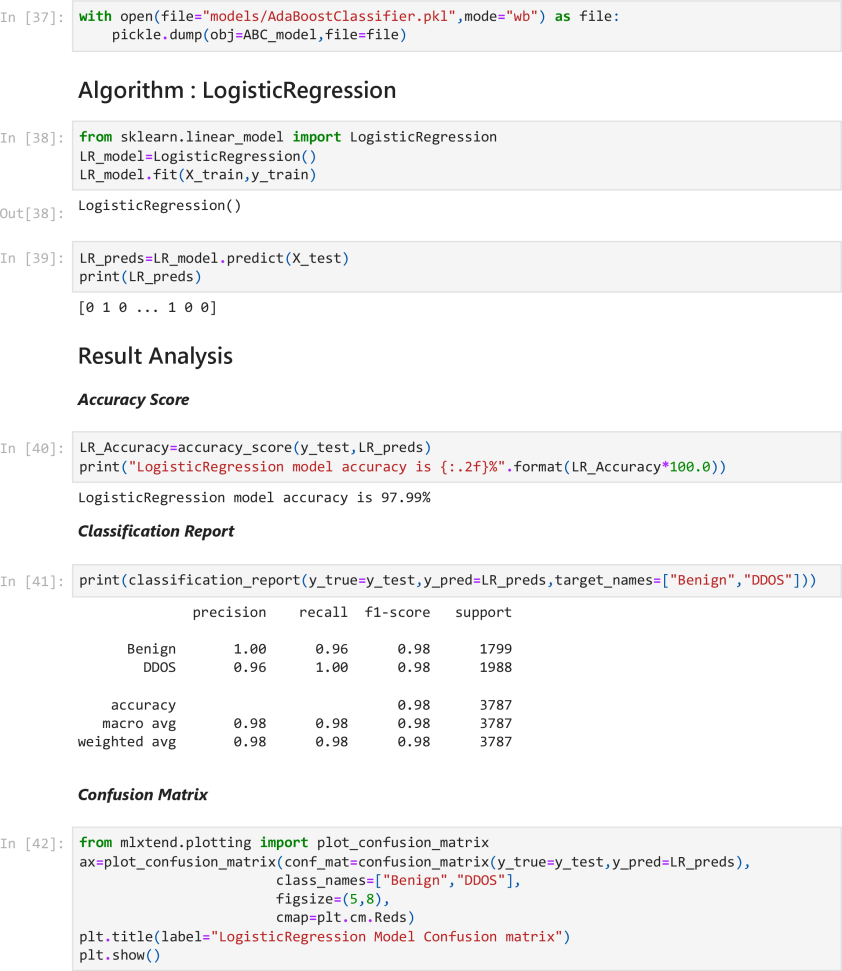 In [37]: with open(file="models/AdaBoostClassifier.pkl",mode="wb") as file:
    pickle.dump(obj=ABC_model,file=file)
Algorithm : LogisticRegression
In [38]: from sklearn.linear_model import LogisticRegression
LR_model=LogisticRegression()
LR_model.fit(X_train,y_train)
Out[38]: LogisticRegression()
In [39]: LR_preds=LR_model.predict(X_test)
print(LR_preds)
[0 1 0 ... 1 0 0]
Result Analysis
Accuracy Score
In [40]: LR_Accuracy=accuracy_score(y_test,LR_preds)
print("LogisticRegression model accuracy is {:.2f}%".format(LR_Accuracy*100.0))
LogisticRegression model accuracy is 97.99%
Classification Report
In [41]: print(classification_report(y_true=y_test,y_pred=LR_preds,target_names=["Benign","DDOS"]))
              precision    recall  f1-score   support
      Benign       1.00      0.96      0.98      1799
        DDOS       0.96      1.00      0.98      1988
    accuracy                           0.98      3787
   macro avg       0.98      0.98      0.98      3787
weighted avg       0.98      0.98      0.98      3787
Confusion Matrix
In [42]: from mlxtend.plotting import plot_confusion_matrix
ax=plot_confusion_matrix(conf_mat=confusion_matrix(y_true=y_test,y_pred=LR_preds),
                        class_names=["Benign","DDOS"],
                        figsize=(5,8),
                        cmap=plt.cm.Reds)
plt.title(label="LogisticRegression Model Confusion matrix")
plt.show()